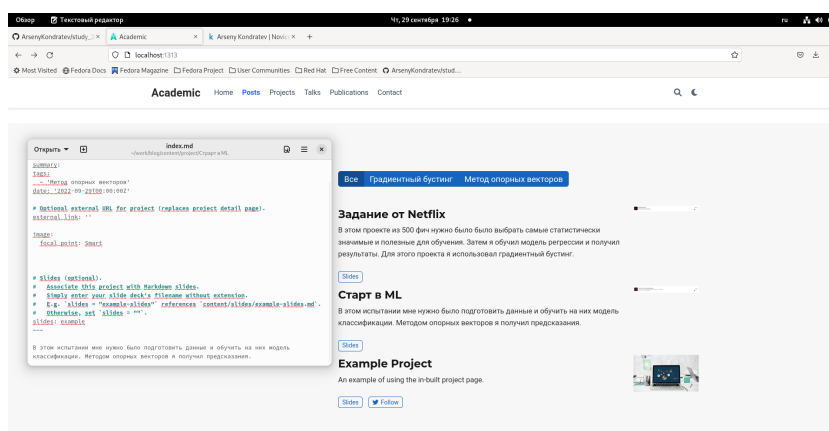 Обзор Текстовый редактор Чт, 29 сентября 19:26 ru
ArsenyKondratev/study_2 Academic Arseny Kondratev | Novic
localhost:1313
Most Visited Fedora Docs Fedora Magazine Fedora Project User Communities Red Hat Free Content ArsenyKondratev/stud…
Academic Home Posts Projects Talks Publications Contact
Открыть index.md
~/work/blog/content/project/Страрт в ML
summary:
tags:
- 'Метод опорных векторов'
date: '2022-09-29T00:00:00Z'
# Optional external URL for project (replaces project detail page).
external_link: ''
image:
focal_point: Smart
# Slides (optional).
# Associate this project with Markdown slides.
# Simply enter your slide deck's filename without extension.
# E.g. `slides = "example-slides"` references `content/slides/example-slides.md`.
# Otherwise, set `slides = ""`.
slides: example
---
В этом испытании мне нужно было подготовить данные и обучить на них модель
классификации. Методом опорных векторов я получил предсказания.
Все Градиентный бустинг Метод опорных векторов
Задание от Netflix
В этом проекте из 500 фич нужно было было выбрать самые статистически
значимые и полезные для обучения. Затем я обучил модель регрессии и получил
результаты. Для этого проекта я использовал градиентный бустинг.
Slides
Старт в ML
В этом испытании мне нужно было подготовить данные и обучить на них модель
классификации. Методом опорных векторов я получил предсказания.
Slides
Example Project
An example of using the in-built project page.
Slides Follow